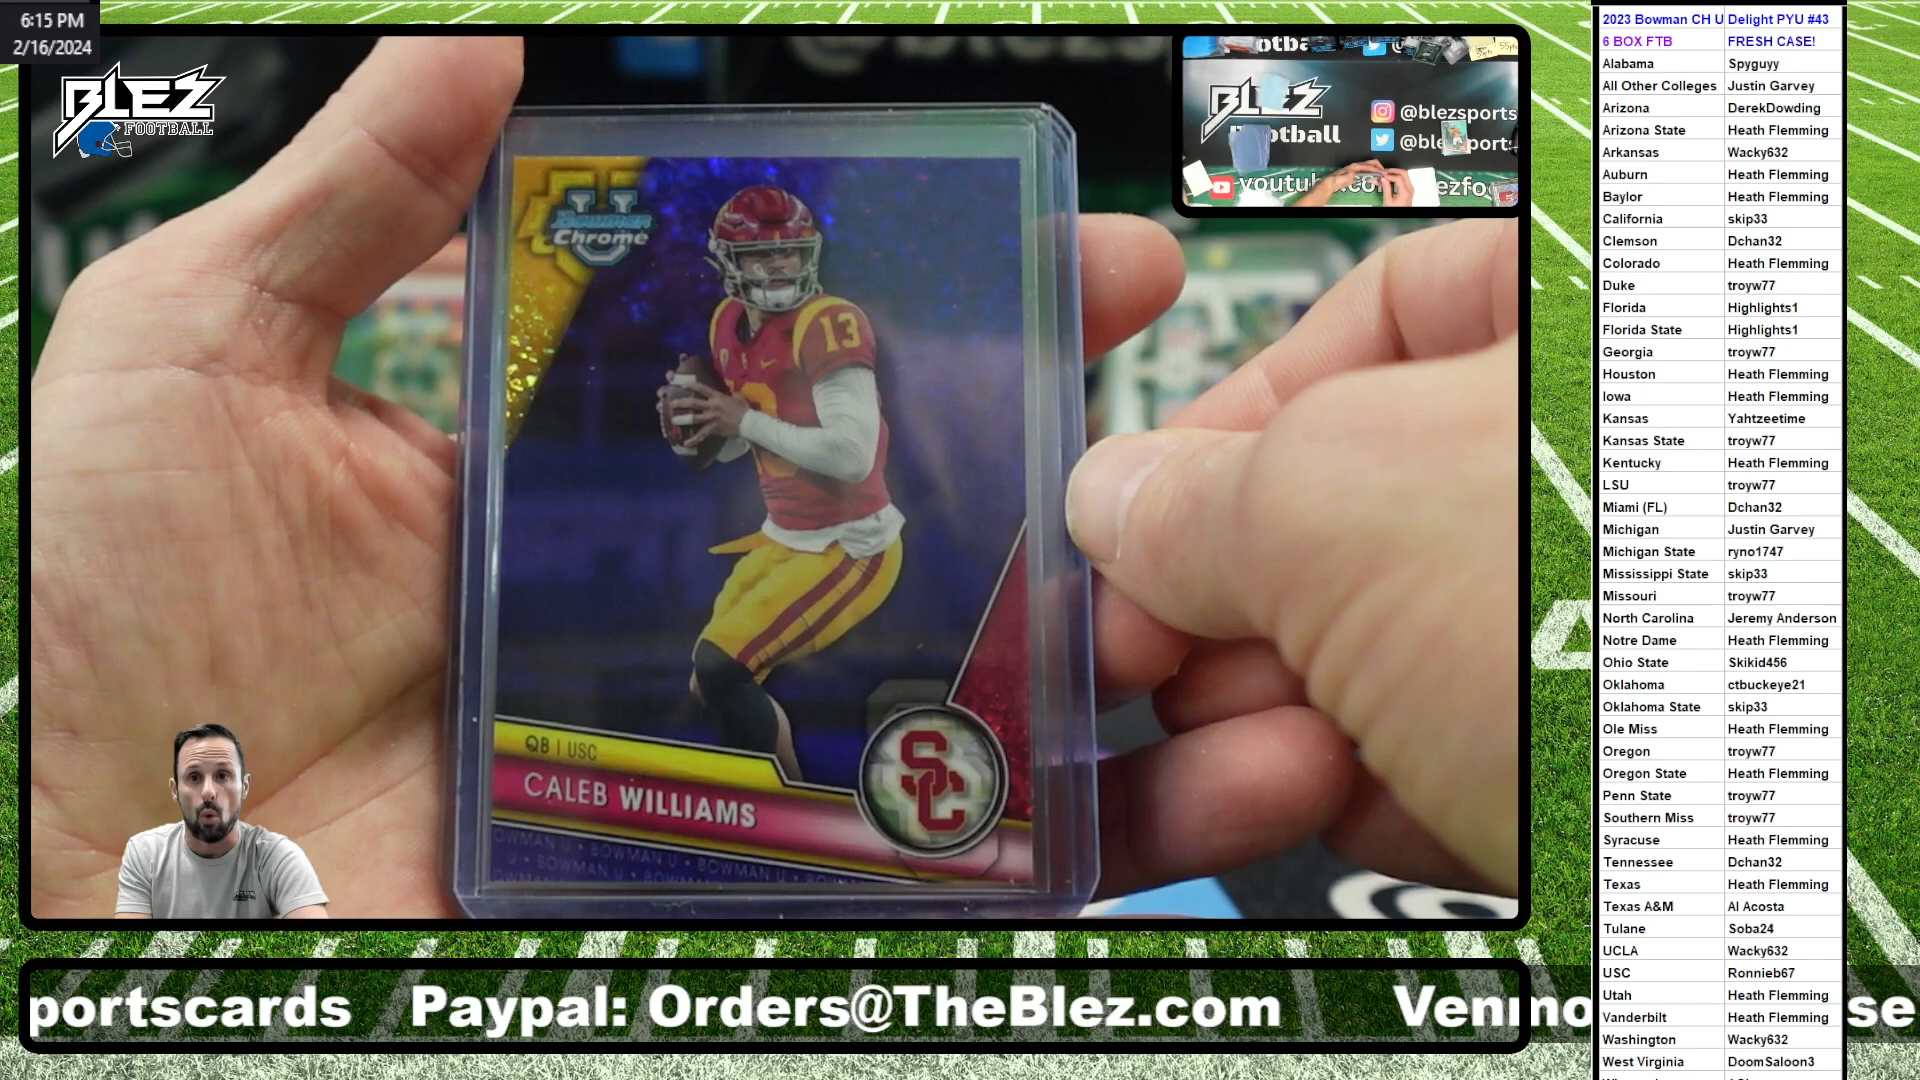 6:15 PM
2/16/2024
BLEZ
FOOTBALL
BLEZ
@blezsports
youtub
U
Bowman
Chrome
13
QB | USC
CALEB WILLIAMS
SC
BOWMAN U • BOWMAN U
U • BOWMAN U • BOWMAN U • BOWMAN U
portscards Paypal: Orders@TheBlez.com Venmo
2023 Bowman CH U Delight PYU #43
6 BOX FTB FRESH CASE!
Alabama Spyguyy
All Other Colleges Justin Garvey
Arizona DerekDowding
Arizona State Heath Flemming
Arkansas Wacky632
Auburn Heath Flemming
Baylor Heath Flemming
California skip33
Clemson Dchan32
Colorado Heath Flemming
Duke troyw77
Florida Highlights1
Florida State Highlights1
Georgia troyw77
Houston Heath Flemming
Iowa Heath Flemming
Kansas Yahtzeetime
Kansas State troyw77
Kentucky Heath Flemming
LSU troyw77
Miami (FL) Dchan32
Michigan Justin Garvey
Michigan State ryno1747
Mississippi State skip33
Missouri troyw77
North Carolina Jeremy Anderson
Notre Dame Heath Flemming
Ohio State Skikid456
Oklahoma ctbuckeye21
Oklahoma State skip33
Ole Miss Heath Flemming
Oregon troyw77
Oregon State Heath Flemming
Penn State troyw77
Southern Miss troyw77
Syracuse Heath Flemming
Tennessee Dchan32
Texas Heath Flemming
Texas A&M Al Acosta
Tulane Soba24
UCLA Wacky632
USC Ronnieb67
Utah Heath Flemming
Vanderbilt Heath Flemming
Washington Wacky632
West Virginia DoomSaloon3